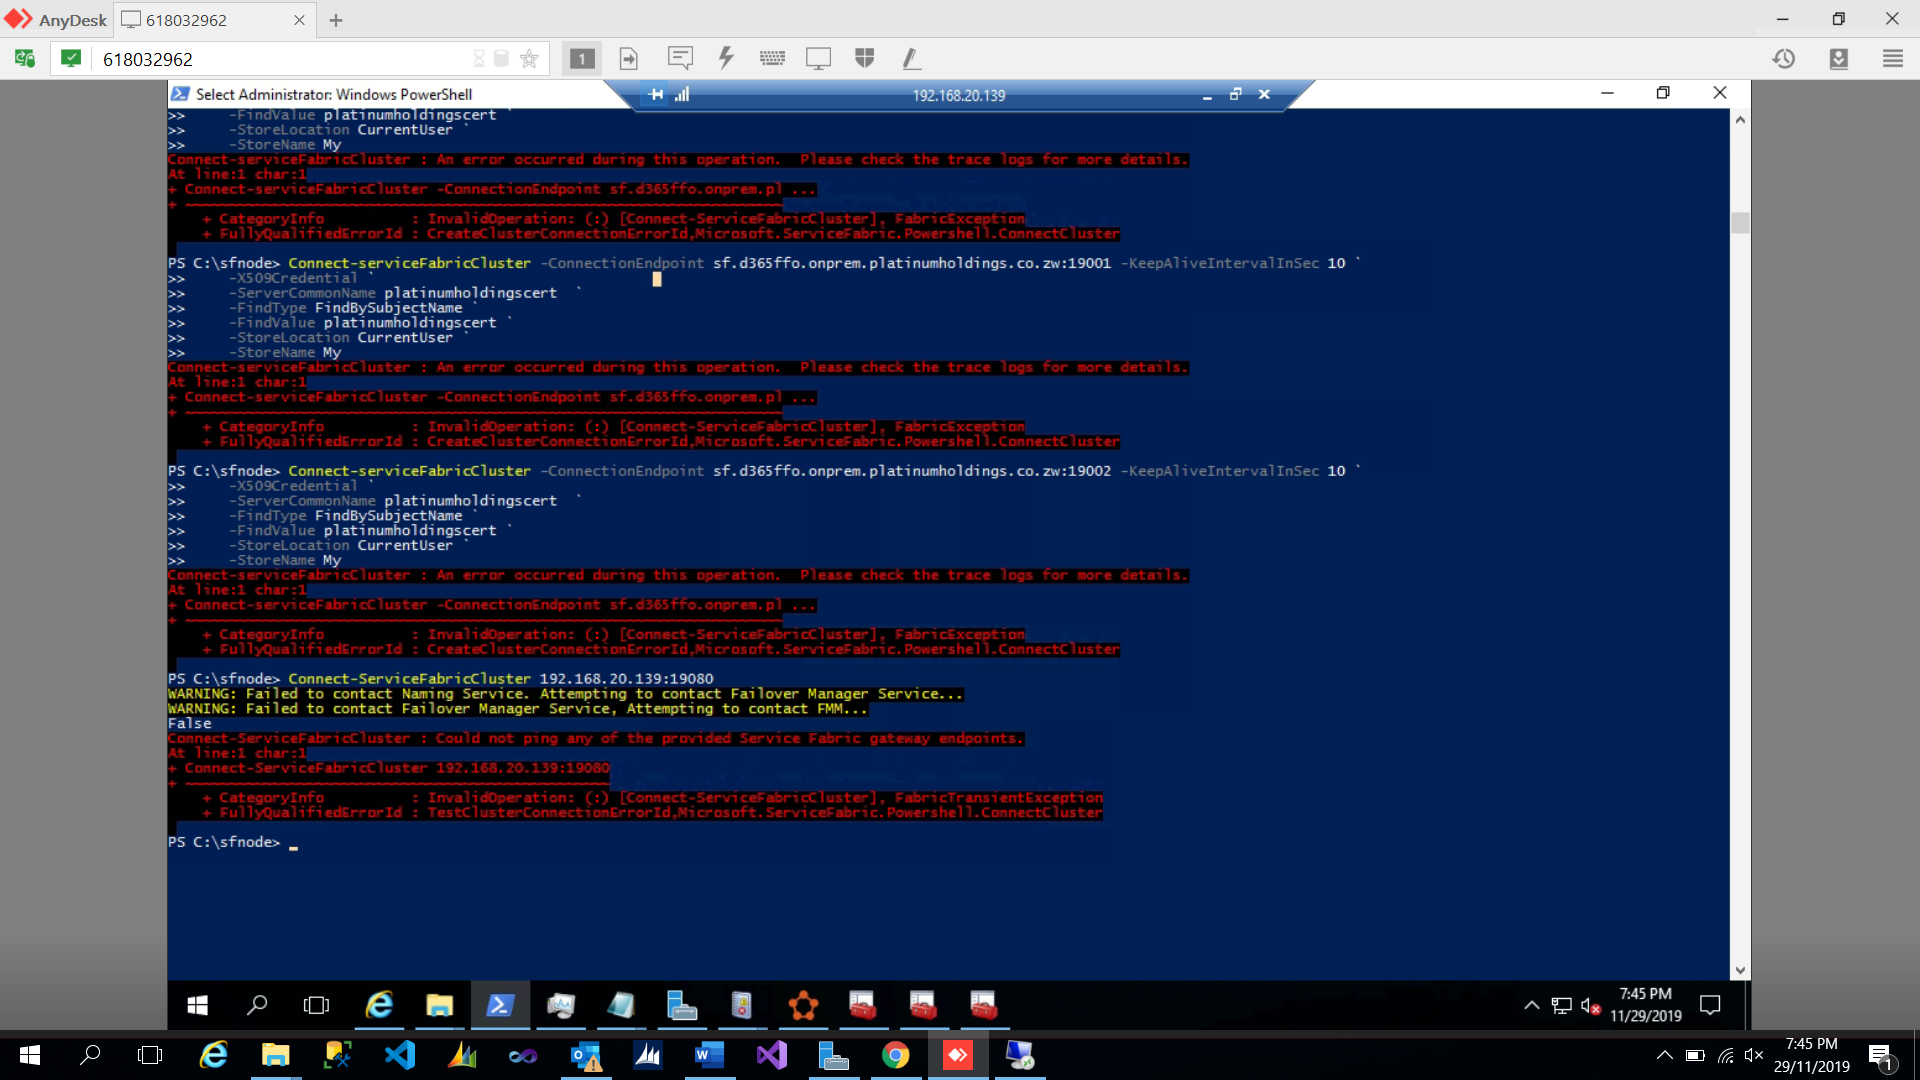 AnyDesk
618032962
618032962
1
Select Administrator: Windows PowerShell
192.168.20.139
>>     -FindValue platinumholdingscert `
>>     -StoreLocation CurrentUser `
>>     -StoreName My
Connect-serviceFabricCluster : An error occurred during this operation.  Please check the trace logs for more details.
At line:1 char:1
+ Connect-serviceFabricCluster -ConnectionEndpoint sf.d365ffo.onprem.pl ...
+ ~~~~~~~~~~~~~~~~~~~~~~~~~~~~~~~~~~~~~~~~~~~~~~~~~~~~~~~~~~~~~~~~~~~~~
    + CategoryInfo          : InvalidOperation: (:) [Connect-ServiceFabricCluster], FabricException
    + FullyQualifiedErrorId : CreateClusterConnectionErrorId,Microsoft.ServiceFabric.Powershell.ConnectCluster
PS C:\sfnode> Connect-serviceFabricCluster -ConnectionEndpoint sf.d365ffo.onprem.platinumholdings.co.zw:19001 -KeepAliveIntervalInSec 10 `
>>     -X509Credential `
>>     -ServerCommonName platinumholdingscert  `
>>     -FindType FindBySubjectName `
>>     -FindValue platinumholdingscert `
>>     -StoreLocation CurrentUser `
>>     -StoreName My
Connect-serviceFabricCluster : An error occurred during this operation.  Please check the trace logs for more details.
At line:1 char:1
+ Connect-serviceFabricCluster -ConnectionEndpoint sf.d365ffo.onprem.pl ...
+ ~~~~~~~~~~~~~~~~~~~~~~~~~~~~~~~~~~~~~~~~~~~~~~~~~~~~~~~~~~~~~~~~~~~~~
    + CategoryInfo          : InvalidOperation: (:) [Connect-ServiceFabricCluster], FabricException
    + FullyQualifiedErrorId : CreateClusterConnectionErrorId,Microsoft.ServiceFabric.Powershell.ConnectCluster
PS C:\sfnode> Connect-serviceFabricCluster -ConnectionEndpoint sf.d365ffo.onprem.platinumholdings.co.zw:19002 -KeepAliveIntervalInSec 10 `
>>     -X509Credential `
>>     -ServerCommonName platinumholdingscert  `
>>     -FindType FindBySubjectName `
>>     -FindValue platinumholdingscert `
>>     -StoreLocation CurrentUser `
>>     -StoreName My
Connect-serviceFabricCluster : An error occurred during this operation.  Please check the trace logs for more details.
At line:1 char:1
+ Connect-serviceFabricCluster -ConnectionEndpoint sf.d365ffo.onprem.pl ...
+ ~~~~~~~~~~~~~~~~~~~~~~~~~~~~~~~~~~~~~~~~~~~~~~~~~~~~~~~~~~~~~~~~~~~~~
    + CategoryInfo          : InvalidOperation: (:) [Connect-ServiceFabricCluster], FabricException
    + FullyQualifiedErrorId : CreateClusterConnectionErrorId,Microsoft.ServiceFabric.Powershell.ConnectCluster
PS C:\sfnode> Connect-ServiceFabricCluster 192.168.20.139:19080
WARNING: Failed to contact Naming Service. Attempting to contact Failover Manager Service...
WARNING: Failed to contact Failover Manager Service, Attempting to contact FMM...
False
Connect-ServiceFabricCluster : Could not ping any of the provided Service Fabric gateway endpoints.
At line:1 char:1
+ Connect-ServiceFabricCluster 192.168.20.139:19080
+ ~~~~~~~~~~~~~~~~~~~~~~~~~~~~~~~~~~~~~~~~~~~~~~~~~
    + CategoryInfo          : InvalidOperation: (:) [Connect-ServiceFabricCluster], FabricTransientException
    + FullyQualifiedErrorId : TestClusterConnectionErrorId,Microsoft.ServiceFabric.Powershell.ConnectCluster
PS C:\sfnode> _
7:45 PM
11/29/2019
7:45 PM
29/11/2019
1